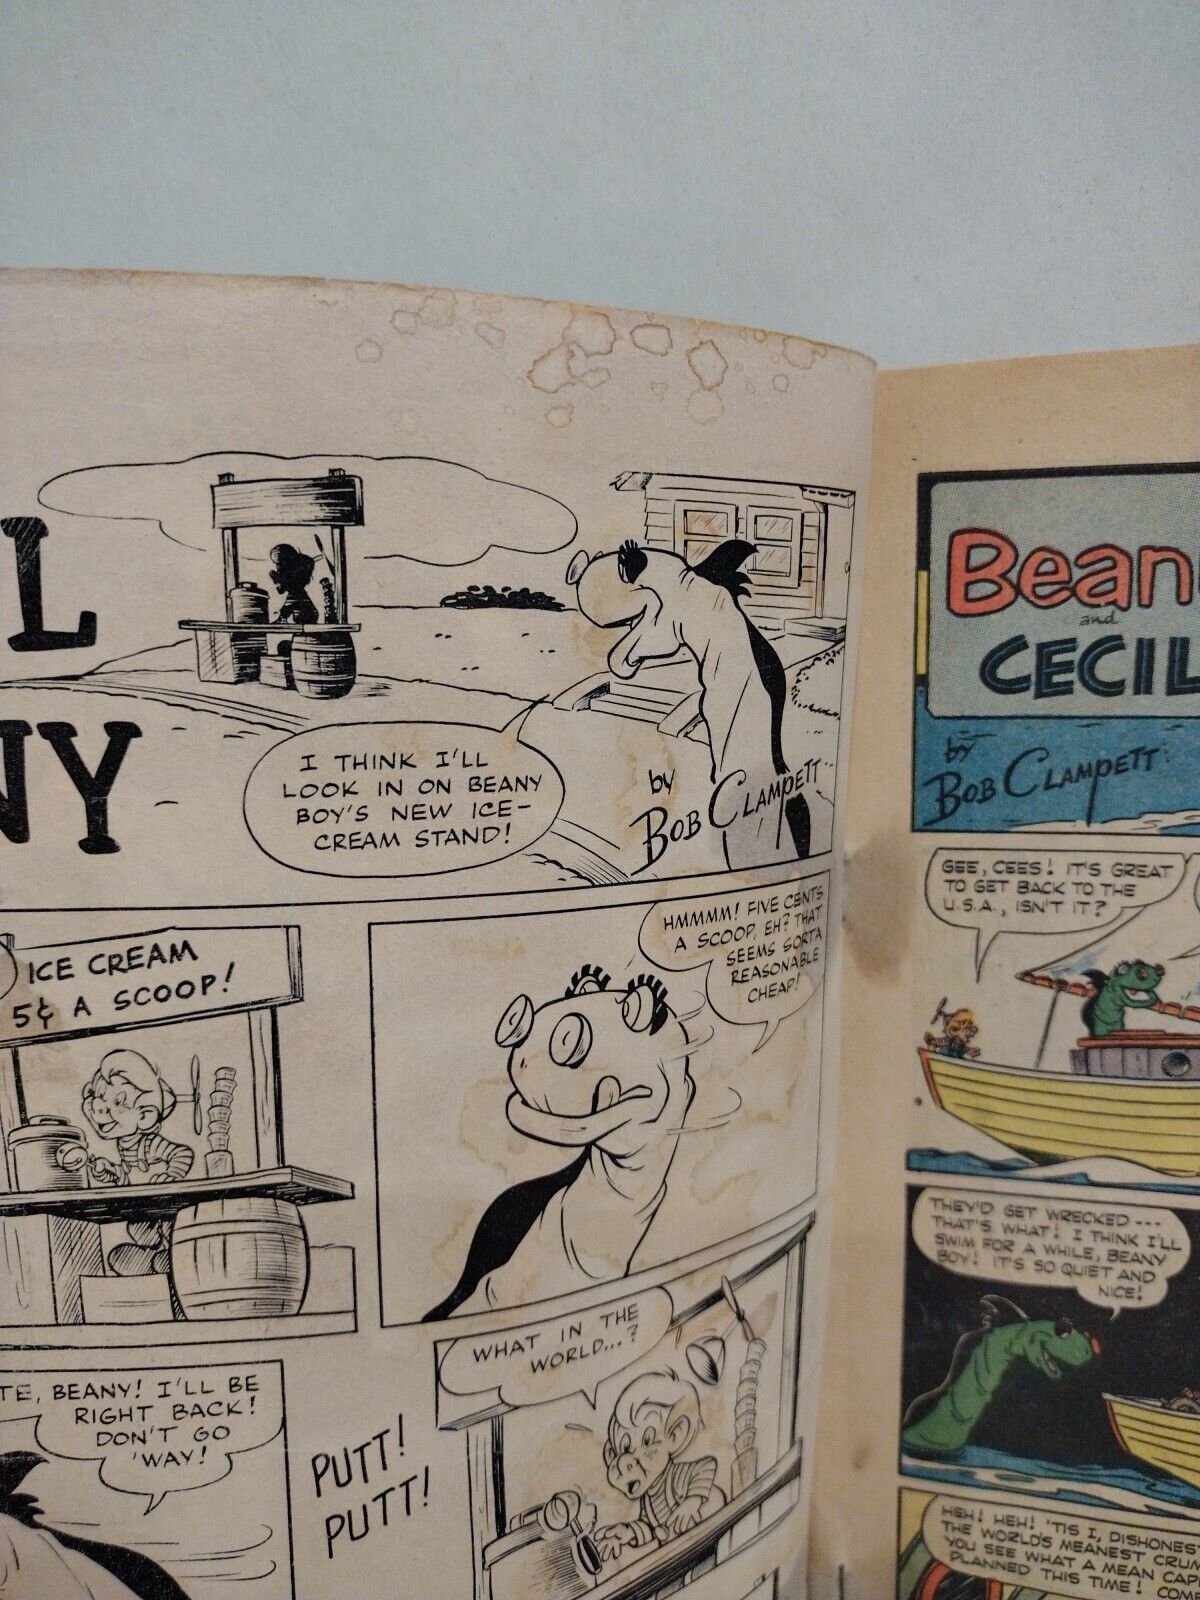 L
NY
I THINK I'LL
LOOK IN ON BEANY
BOY'S NEW ICE-
CREAM STAND!
by
BOB CLAMPETT
ICE CREAM
5¢ A SCOOP!
HMMMM! FIVE CENTS
A SCOOP, EH? THAT
SEEMS SORTA
REASONABLE
CHEAP!
TE, BEANY! I'LL BE
RIGHT BACK!
DON'T GO
'WAY!
PUTT!
PUTT!
WHAT IN THE
WORLD...?
Bean
and
CECIL
by
BOB CLAMPETT
GEE, CEES! IT'S GREAT
TO GET BACK TO THE
U.S.A., ISN'T IT?
THEY'D GET WRECKED---
THAT'S WHAT! I THINK I'LL
SWIM FOR A WHILE, BEANY
BOY! IT'S SO QUIET AND
NICE!
HEH! HEH! 'TIS I, DISHONEST
THE WORLD'S MEANEST CRUM
YOU SEE WHAT A MEAN CAP
PLANNED THIS TIME! COM